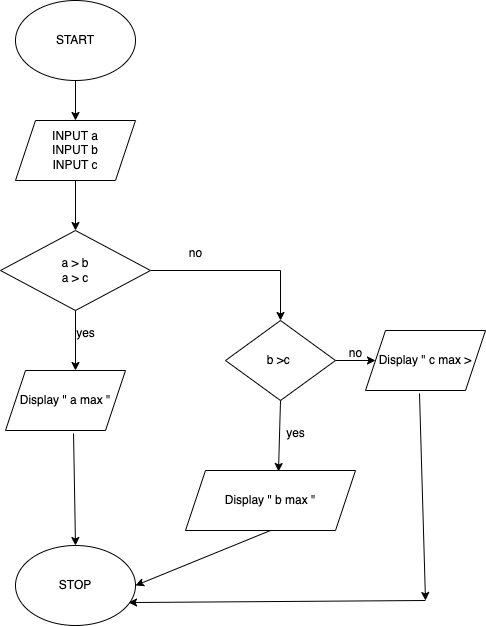 START
INPUT a
INPUT b
INPUT c
a > b
a > c
no
yes
b >c
no
Display " c max >
Display " a max "
yes
Display " b max "
STOP